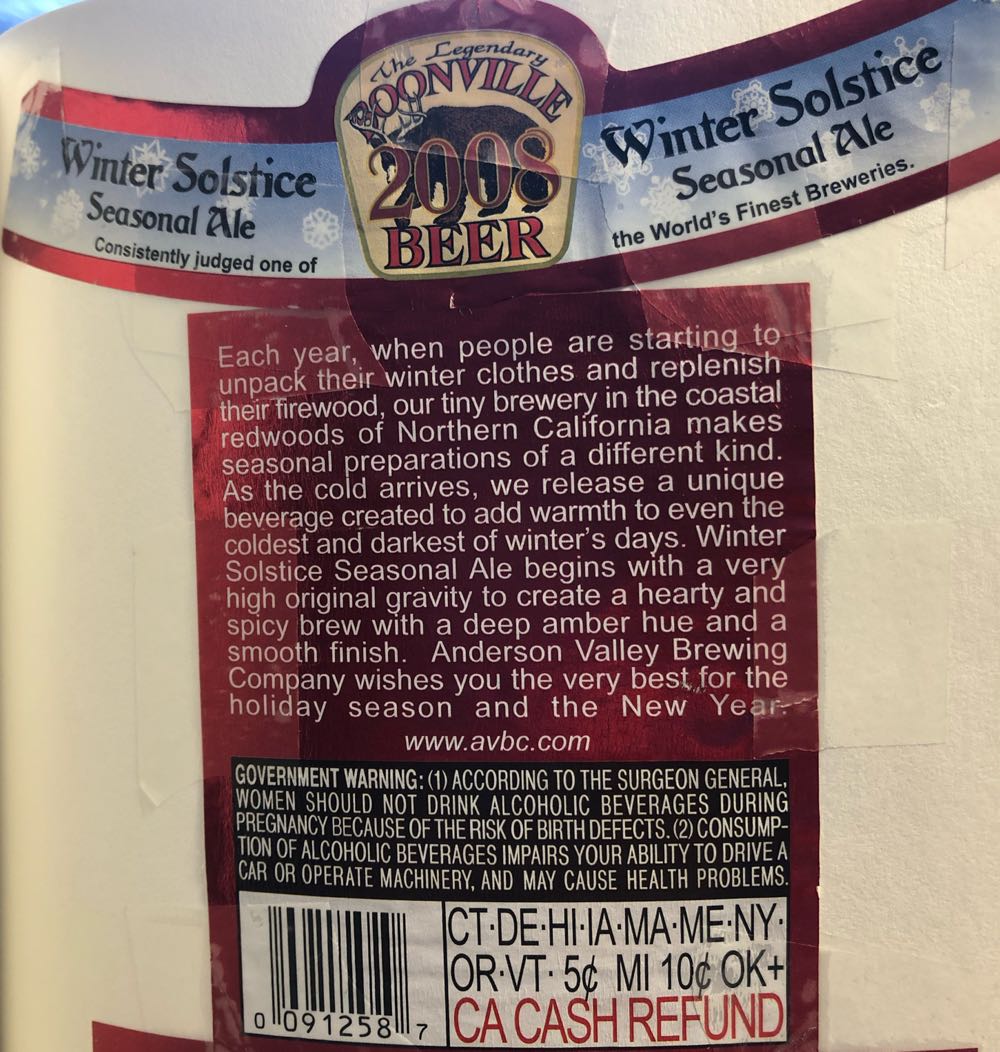 The Legendary
BOONVILLE
2008
BEER
Winter Solstice
Seasonal Ale
Consistently judged one of
Winter Solstice
Seasonal Ale
the World's Finest Breweries.
Each year, when people are starting to
unpack their winter clothes and replenish
their firewood, our tiny brewery in the coastal
redwoods of Northern California makes
seasonal preparations of a different kind.
As the cold arrives, we release a unique
beverage created to add warmth to even the
coldest and darkest of winter's days. Winter
Solstice Seasonal Ale begins with a very
high original gravity to create a hearty and
spicy brew with a deep amber hue and a
smooth finish. Anderson Valley Brewing
Company wishes you the very best for the
holiday season and the New Year.
www.avbc.com
GOVERNMENT WARNING: (1) ACCORDING TO THE SURGEON GENERAL,
WOMEN SHOULD NOT DRINK ALCOHOLIC BEVERAGES DURING
PREGNANCY BECAUSE OF THE RISK OF BIRTH DEFECTS. (2) CONSUMP-
TION OF ALCOHOLIC BEVERAGES IMPAIRS YOUR ABILITY TO DRIVE A
CAR OR OPERATE MACHINERY, AND MAY CAUSE HEALTH PROBLEMS.
0 091258 7
CT·DE·HI·IA·MA·ME·NY·
OR·VT· 5¢ MI 10¢ OK+
CA CASH REFUND